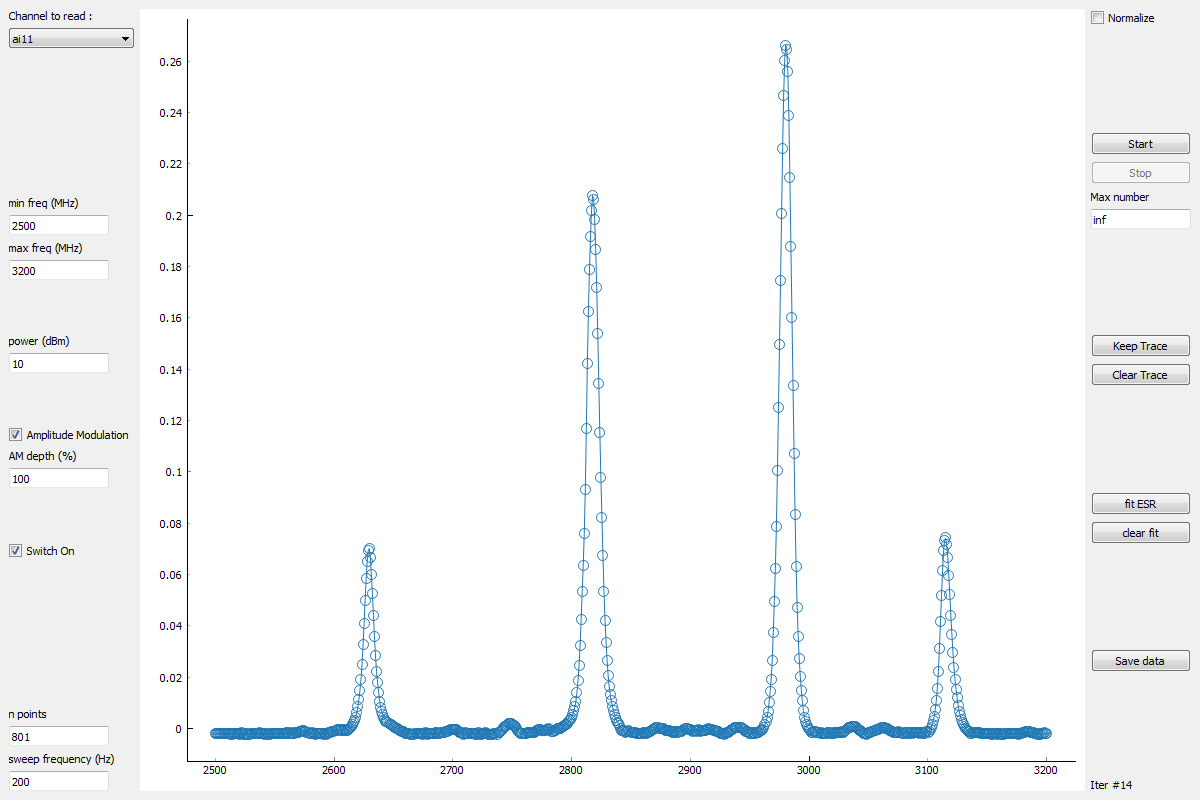 Channel to read :
ai11
min freq (MHz)
2500
max freq (MHz)
3200
power (dBm)
10
Amplitude Modulation
AM depth (%)
100
Switch On
n points
801
sweep frequency (Hz)
200
0.26
0.24
0.22
0.2
0.18
0.16
0.14
0.12
0.1
0.08
0.06
0.04
0.02
0
2500 2600 2700 2800 2900 3000 3100 3200
Normalize
Start
Stop
Max number
inf
Keep Trace
Clear Trace
fit ESR
clear fit
Save data
Iter #14